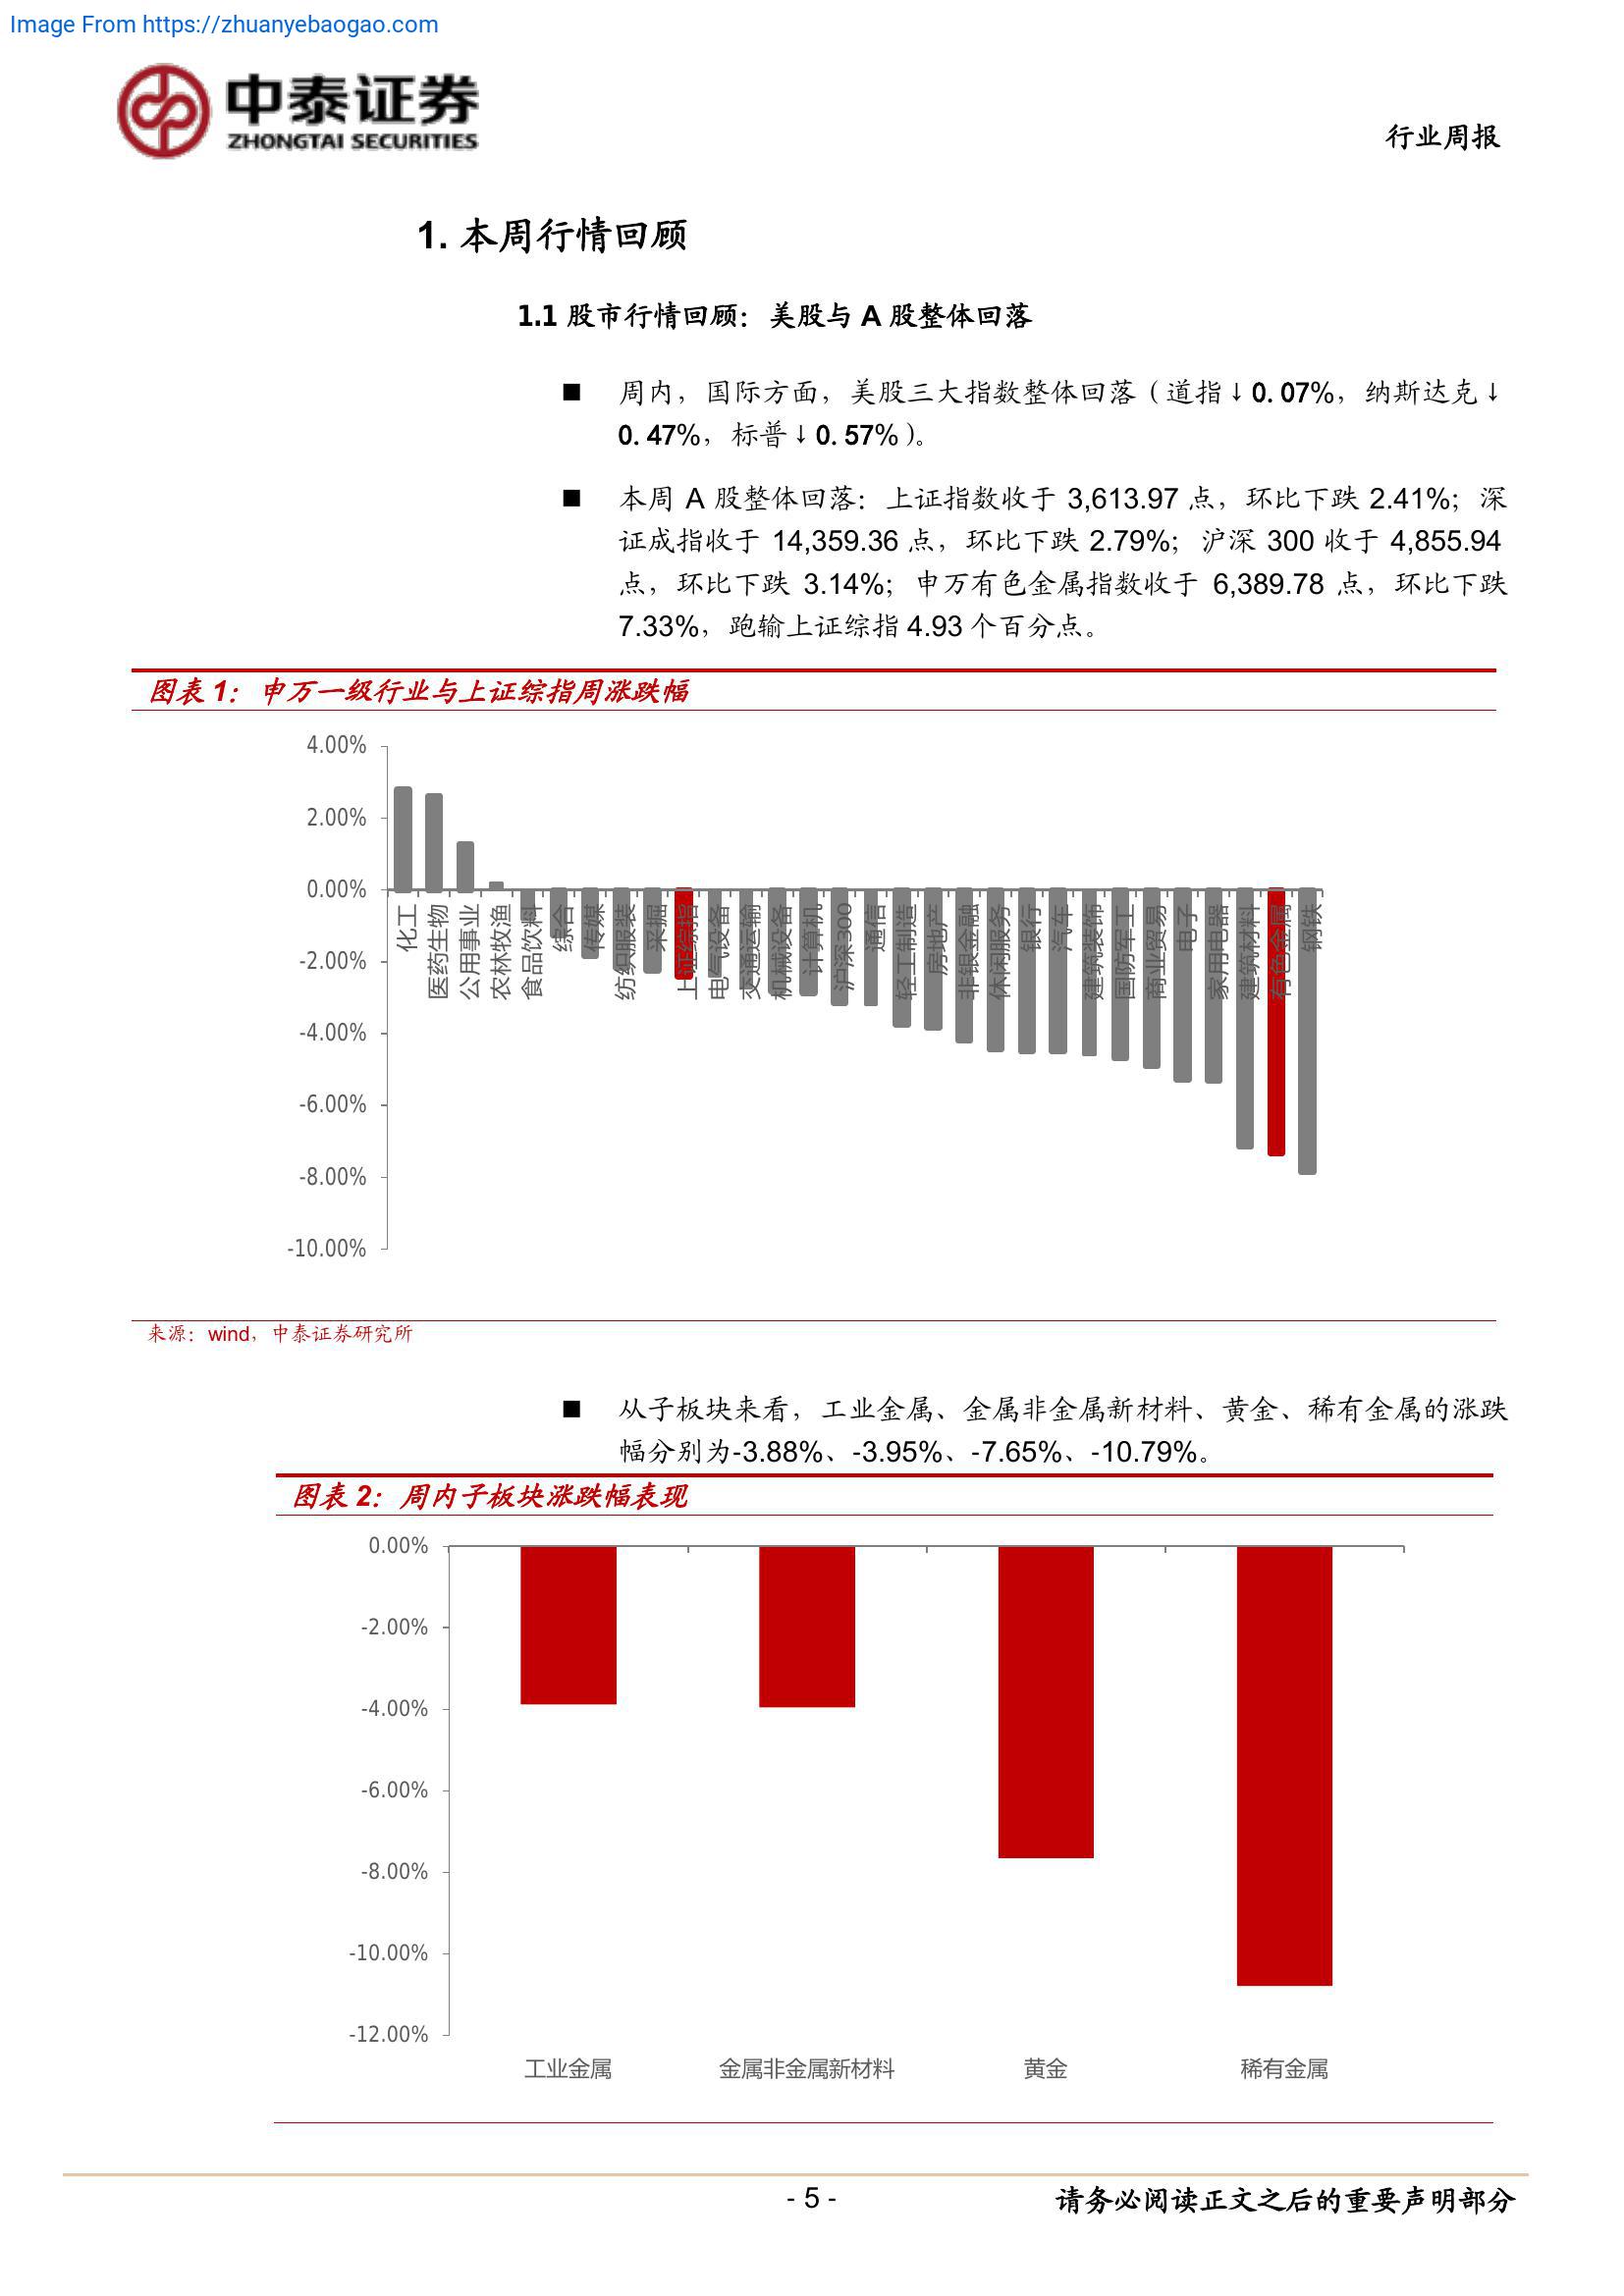 Image From https://zhuanyebaogao.com
中泰证券
ZHONGTAI SECURITIES
行业周报
1. 本周行情回顾
1.1 股市行情回顾：美股与 A 股整体回落
■ 周内，国际方面，美股三大指数整体回落（道指↓0.07%，纳斯达克↓
0.47%，标普↓0.57%）。
■ 本周 A 股整体回落：上证指数收于 3,613.97 点，环比下跌 2.41%；深
证成指收于 14,359.36 点，环比下跌 2.79%；沪深 300 收于 4,855.94
点，环比下跌 3.14%；申万有色金属指数收于 6,389.78 点，环比下跌
7.33%，跑输上证综指 4.93 个百分点。
图表 1：申万一级行业与上证综指周涨跌幅
4.00%
2.00%
0.00%
-2.00%
-4.00%
-6.00%
-8.00%
-10.00%
化工
医药生物
公用事业
农林牧渔
食品饮料
综合
传媒
纺织服装
采掘
上证综指
电气设备
交通运输
机械设备
计算机
沪深300
通信
轻工制造
房地产
非银金融
休闲服务
银行
汽车
建筑装饰
国防军工
商业贸易
电子
家用电器
建筑材料
有色金属
钢铁
来源：wind，中泰证券研究所
■ 从子板块来看，工业金属、金属非金属新材料、黄金、稀有金属的涨跌
幅分别为-3.88%、-3.95%、-7.65%、-10.79%。
图表 2：周内子板块涨跌幅表现
0.00%
-2.00%
-4.00%
-6.00%
-8.00%
-10.00%
-12.00%
工业金属
金属非金属新材料
黄金
稀有金属
- 5 -
请务必阅读正文之后的重要声明部分